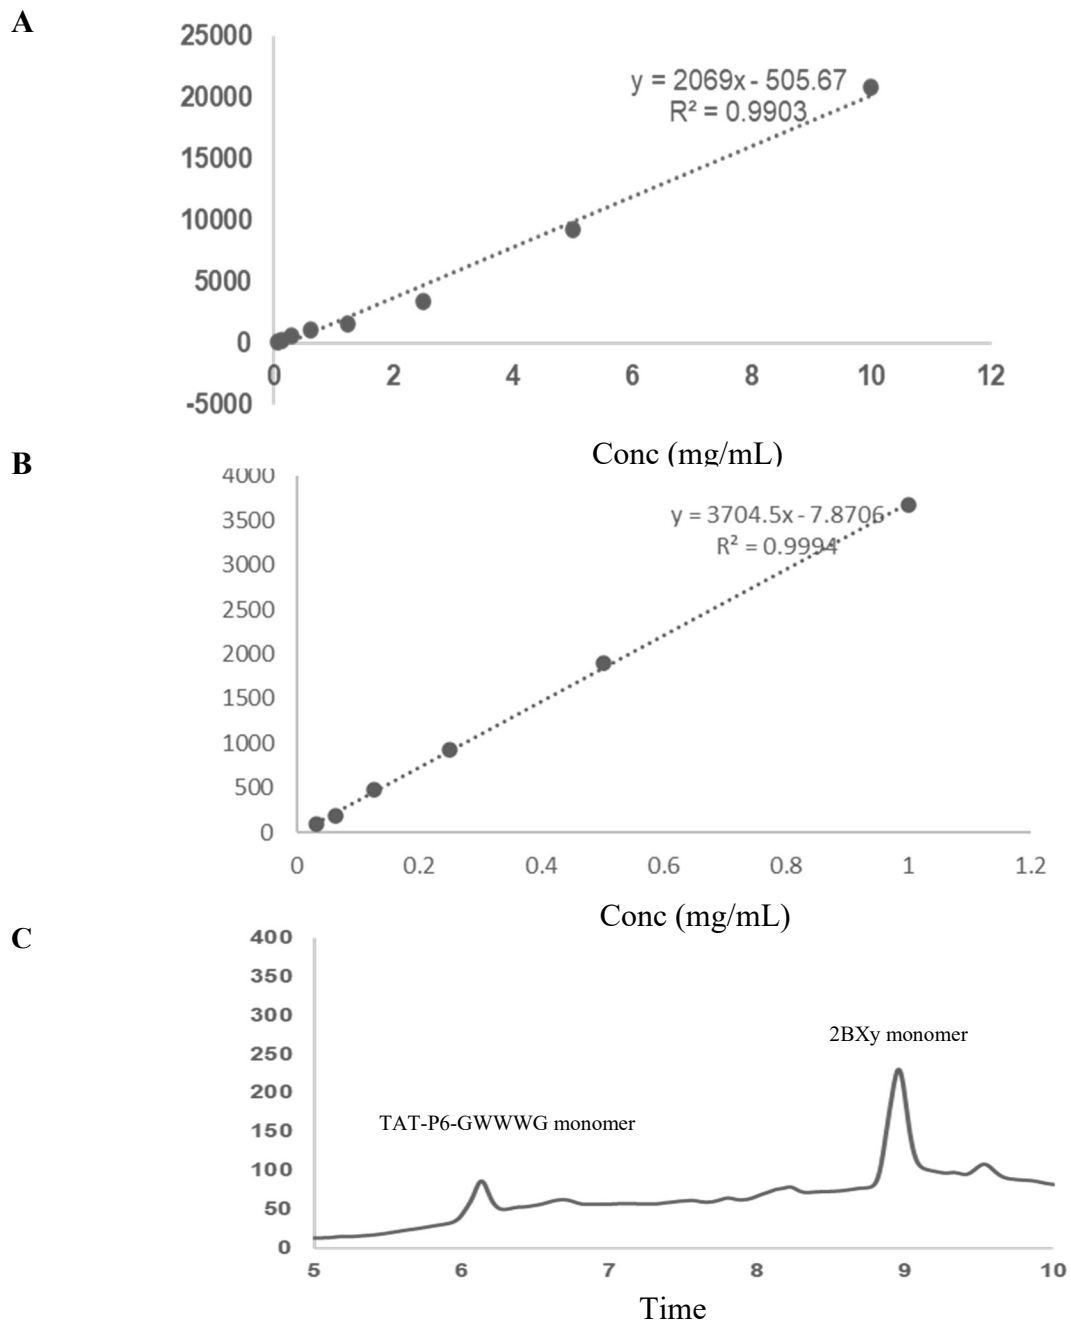 A
25000
20000
15000
10000
5000
0
-5000
y = 2069x - 505.67
R² = 0.9903
0 2 4 6 8 10 12
Conc (mg/mL)
B
4000
3500
3000
2500
2000
1500
1000
500
0
y = 3704.5x - 7.8706
R² = 0.9994
0 0.2 0.4 0.6 0.8 1 1.2
Conc (mg/mL)
C
400
350
300
250
200
150
100
50
0
2BXy monomer
TAT-P6-GWWWG monomer
5 6 7 8 9 10
Time